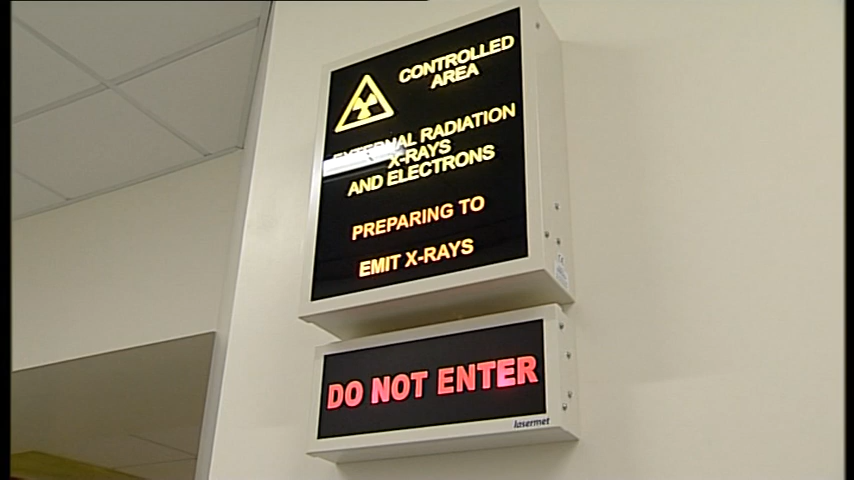 CONTROLLED
AREA
EXTERNAL RADIATION
X-RAYS
AND ELECTRONS
PREPARING TO
EMIT X-RAYS
DO NOT ENTER
lasermet